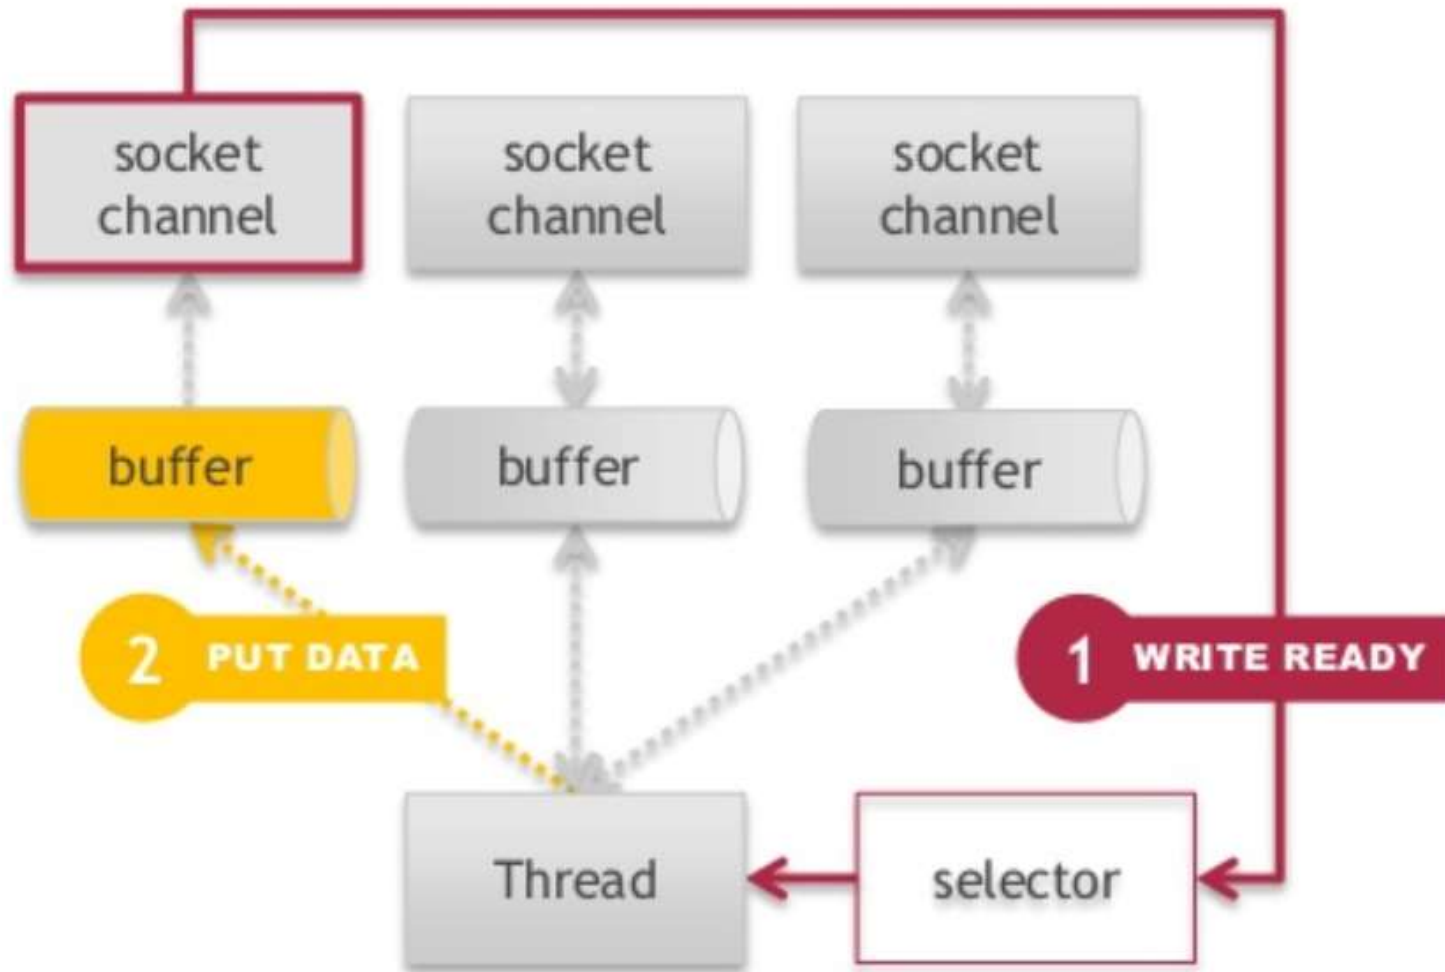 socket
channel
socket
channel
socket
channel
buffer
buffer
buffer
2 PUT DATA
1 WRITE READY
Thread
selector